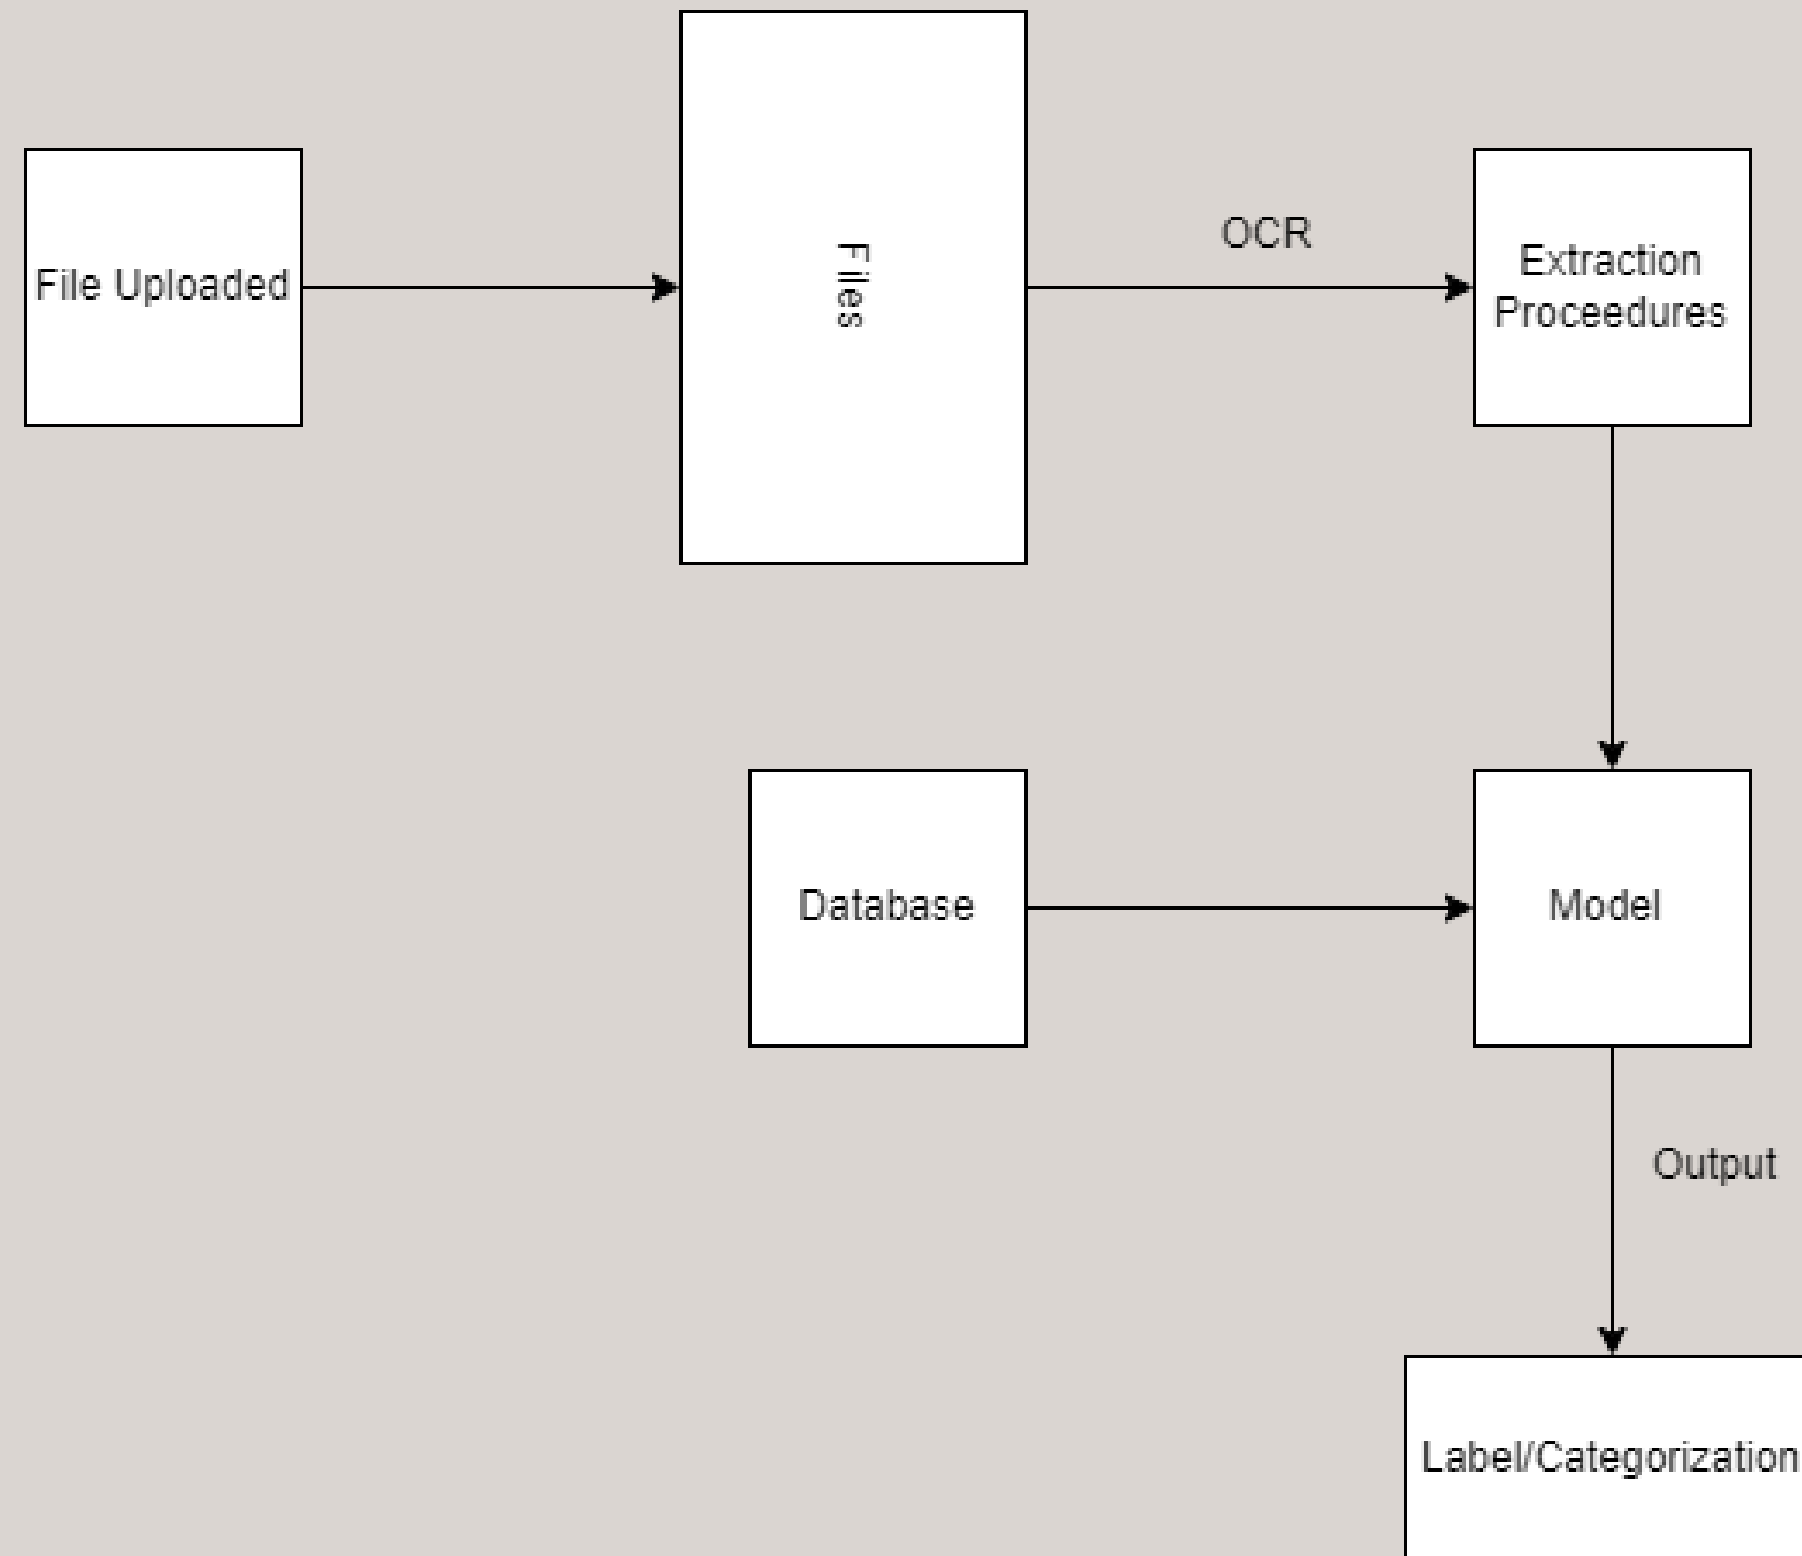 File Uploaded
Files
OCR
Extraction
Proceedures
Database
Model
Output
Label/Categorization